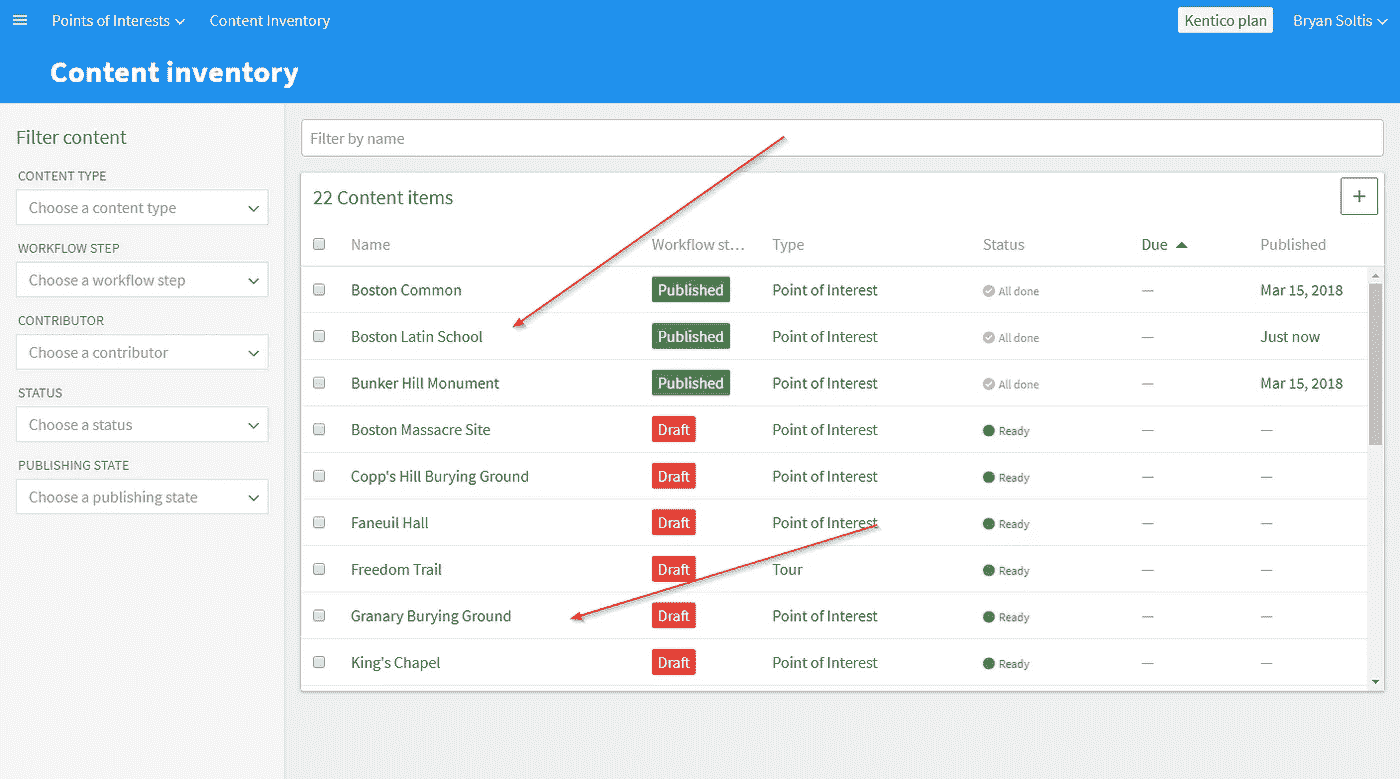 Points of Interests Content Inventory Kentico plan Bryan Soltis
Content inventory
Filter content
CONTENT TYPE
Choose a content type
WORKFLOW STEP
Choose a workflow step
CONTRIBUTOR
Choose a contributor
STATUS
Choose a status
PUBLISHING STATE
Choose a publishing state
Filter by name
22 Content items +
Name Workflow st... Type Status Due Published
Boston Common Published Point of Interest All done — Mar 15, 2018
Boston Latin School Published Point of Interest All done — Just now
Bunker Hill Monument Published Point of Interest All done — Mar 15, 2018
Boston Massacre Site Draft Point of Interest Ready — —
Copp's Hill Burying Ground Draft Point of Interest Ready — —
Faneuil Hall Draft Point of Interest Ready — —
Freedom Trail Draft Tour Ready — —
Granary Burying Ground Draft Point of Interest Ready — —
King's Chapel Draft Point of Interest Ready — —